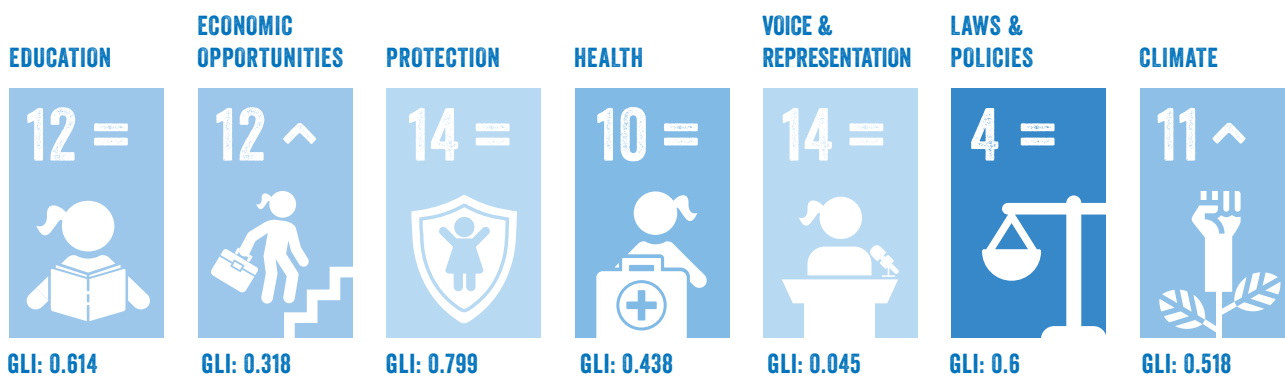 EDUCATION
12 =
GLI: 0.614
ECONOMIC
OPPORTUNITIES
12 ^
GLI: 0.318
PROTECTION
14 =
GLI: 0.799
HEALTH
10 =
GLI: 0.438
VOICE &
REPRESENTATION
14 =
GLI: 0.045
LAWS &
POLICIES
4 =
GLI: 0.6
CLIMATE
11 ^
GLI: 0.518